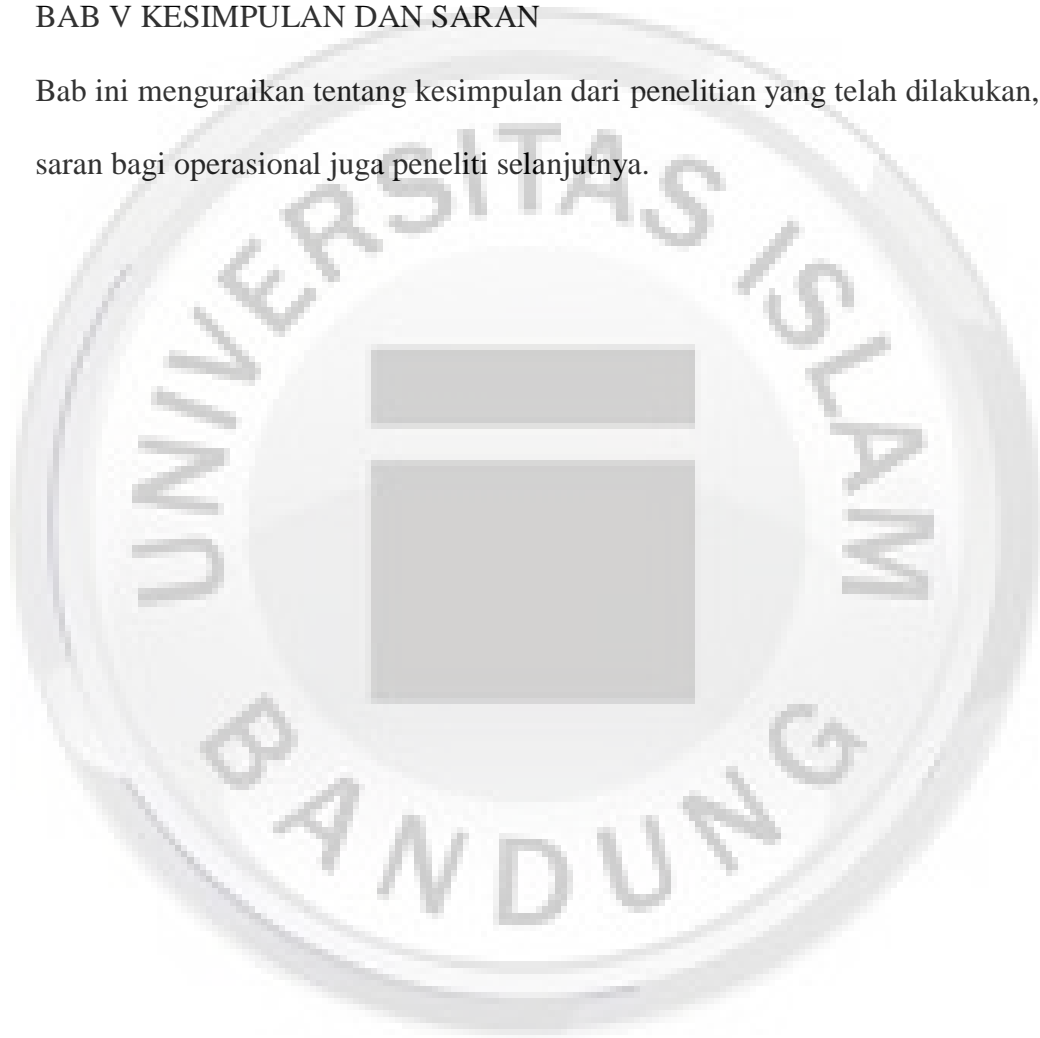 BAB V KESIMPULAN DAN SARAN
Bab ini menguraikan tentang kesimpulan dari penelitian yang telah dilakukan,
saran bagi operasional juga peneliti selanjutnya.
UNIVERSITAS ISLAM
BANDUNG